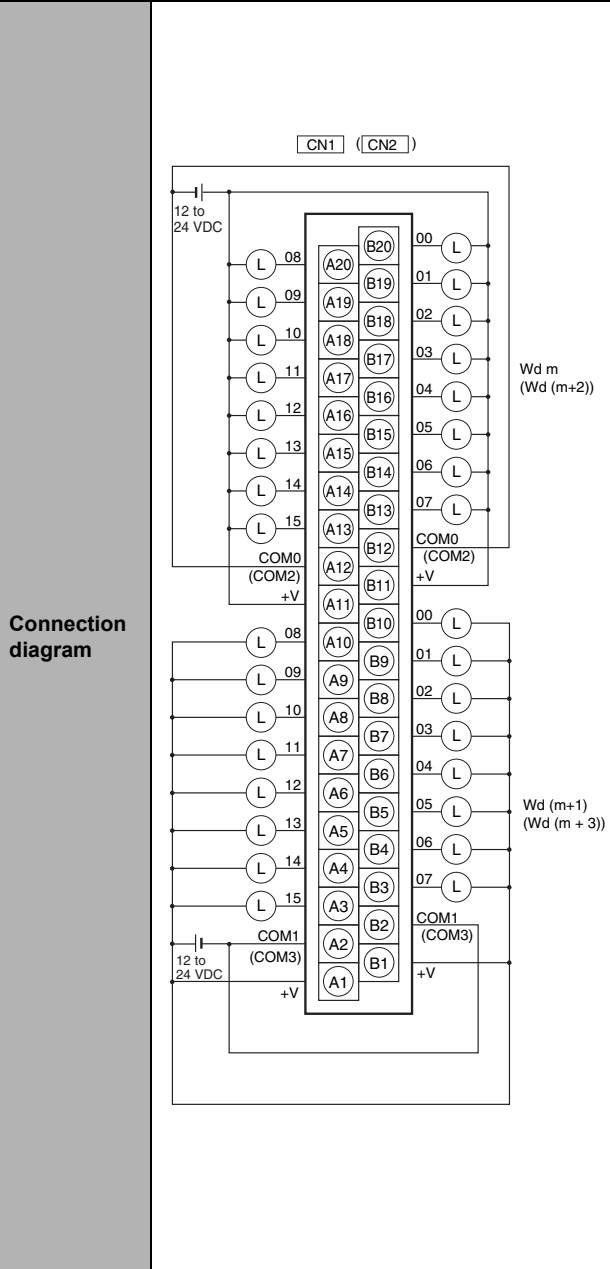 Connection
diagram
CN1 (CN2)
12 to
24 VDC
08 A20 B20 00
L L
09 A19 B19 01
L L
10 A18 B18 02
L L
11 A17 B17 03
L L
Wd m
(Wd (m+2))
12 A16 B16 04
L L
13 A15 B15 05
L L
14 A14 B14 06
L L
15 A13 B13 07
L L
COM0 A12 B12 COM0
(COM2) (COM2)
+V A11 B11 +V
08 A10 B10 00
L L
09 A9 B9 01
L L
10 A8 B8 02
L L
11 A7 B7 03
L L
12 A6 B6 04
L L
13 A5 B5 05
L L
Wd (m+1)
(Wd (m + 3))
14 A4 B4 06
L L
15 A3 B3 07
L L
COM1 A2 B2 COM1
(COM3) (COM3)
12 to
24 VDC
+V A1 B1 +V